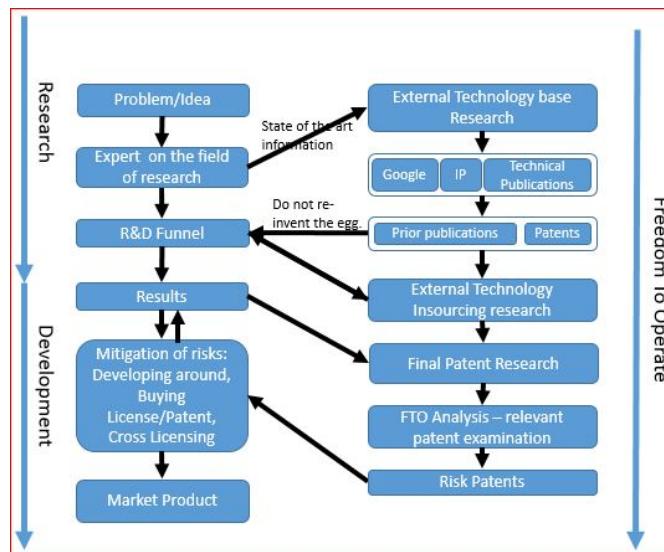 Research
Development
Problem/Idea
Expert on the field
of research
R&D Funnel
Results
Mitigation of risks:
Developing around,
Buying
License/Patent,
Cross Licensing
Market Product
State of the art
information
Do not re-
invent the egg.
External Technology base
Research
Google
IP
Technical
Publications
Prior publications
Patents
External Technology
Insourcing research
Final Patent Research
FTO Analysis – relevant
patent examination
Risk Patents
Freedom To Operate